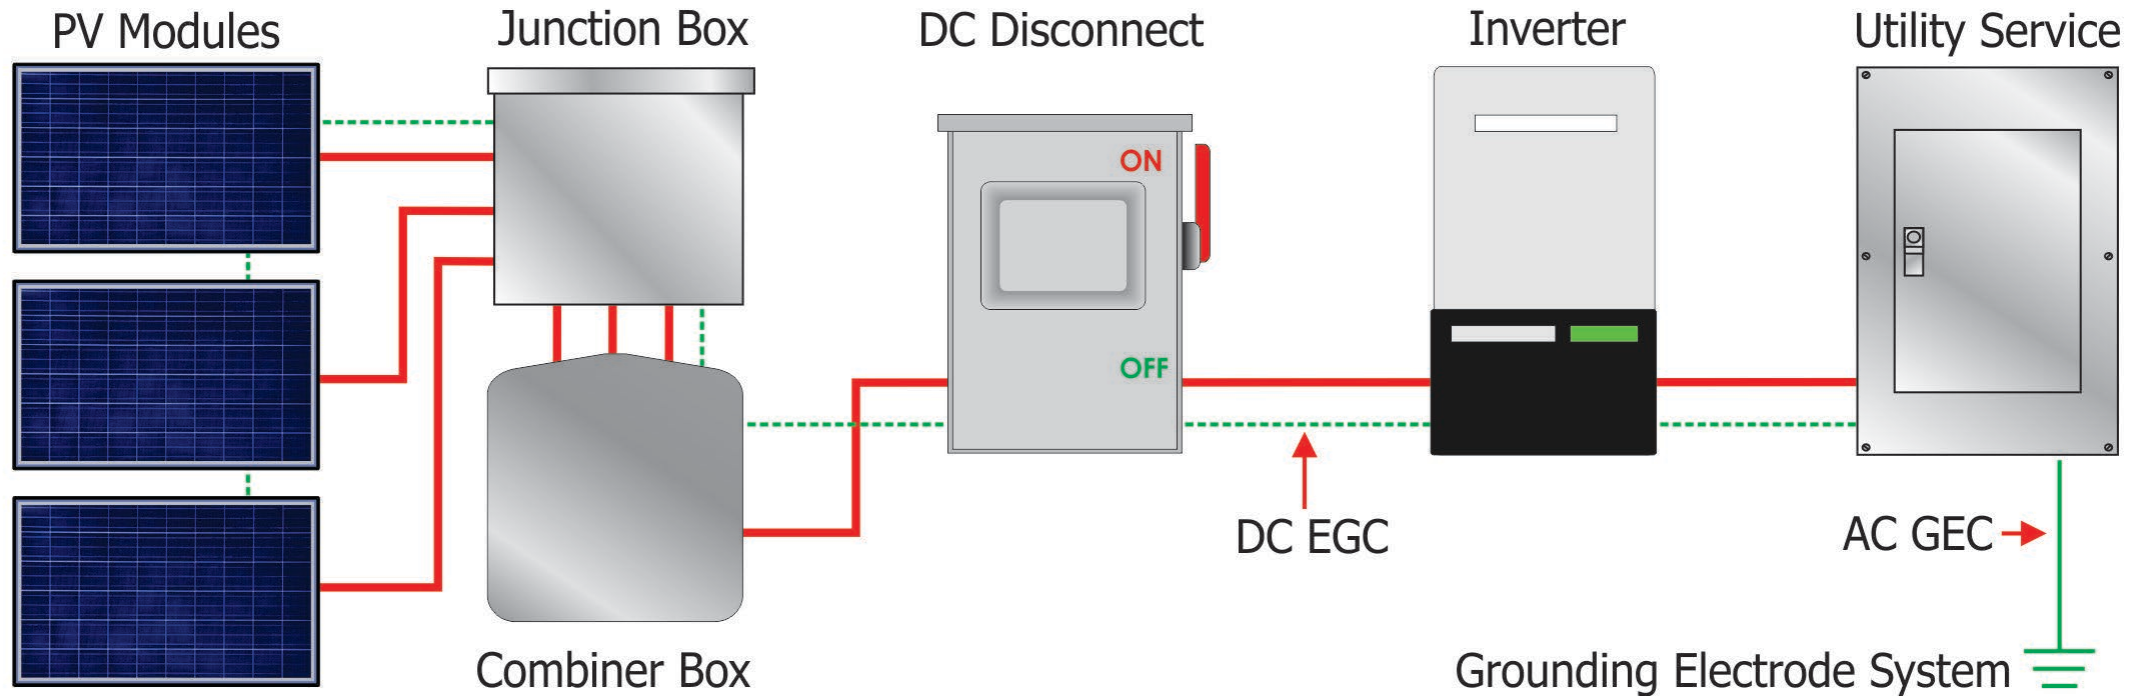 PV Modules
Junction Box
DC Disconnect
Inverter
Utility Service
ON
OFF
DC EGC
AC GEC
Combiner Box
Grounding Electrode System